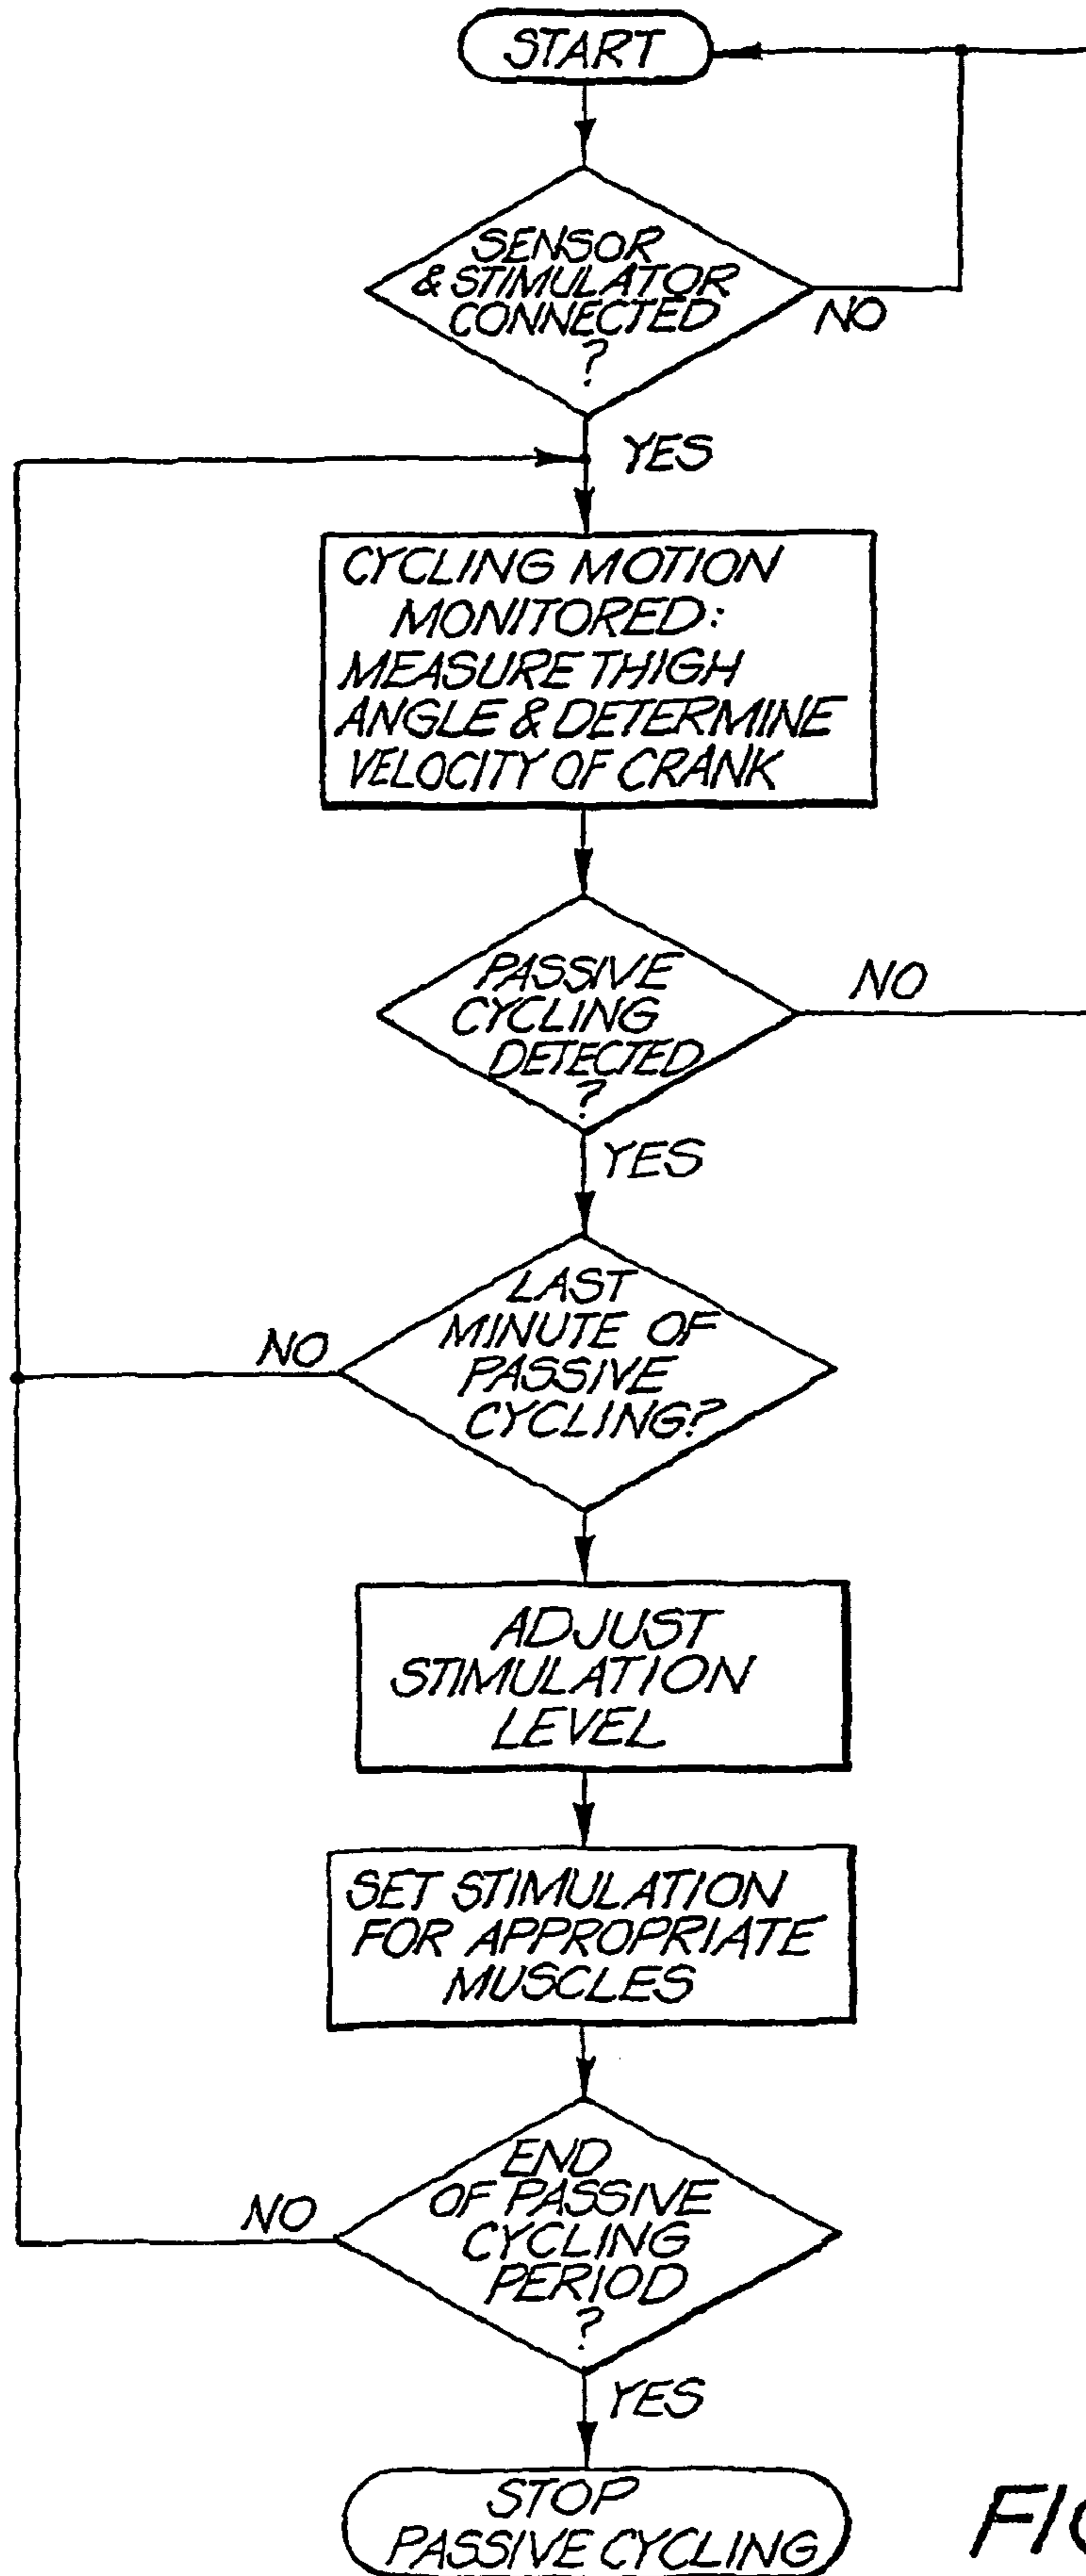 START
SENSOR
& STIMULATOR
CONNECTED
?
NO
YES
CYCLING MOTION
MONITORED:
MEASURE THIGH
ANGLE & DETERMINE
VELOCITY OF CRANK
PASSIVE
CYCLING
DETECTED
?
NO
YES
LAST
MINUTE OF
PASSIVE
CYCLING?
NO
ADJUST
STIMULATION
LEVEL
SET STIMULATION
FOR APPROPRIATE
MUSCLES
END
OF PASSIVE
CYCLING
PERIOD
?
NO
YES
STOP
PASSIVE CYCLING